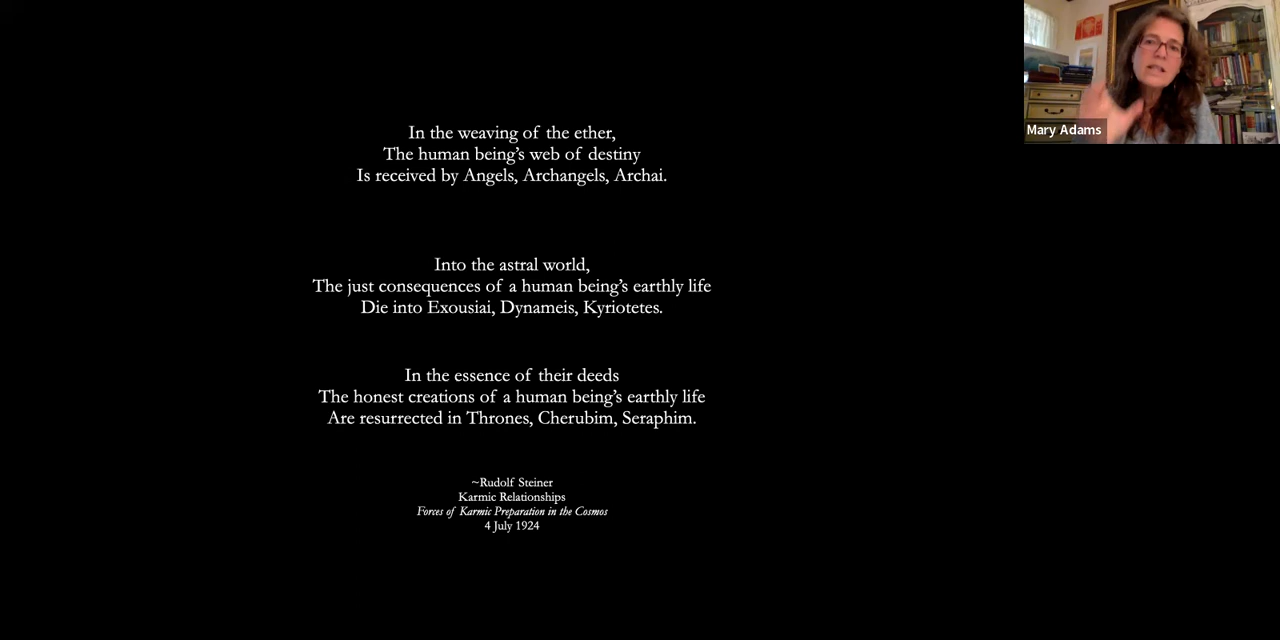 In the weaving of the ether,
The human being's web of destiny
Is received by Angels, Archangels, Archai.
Into the astral world,
The just consequences of a human being's earthly life
Die into Exousiai, Dynameis, Kyriotetes.
In the essence of their deeds
The honest creations of a human being's earthly life
Are resurrected in Thrones, Cherubim, Seraphim.
~Rudolf Steiner
Karmic Relationships
Forces of Karmic Preparation in the Cosmos
4 July 1924
Mary Adams